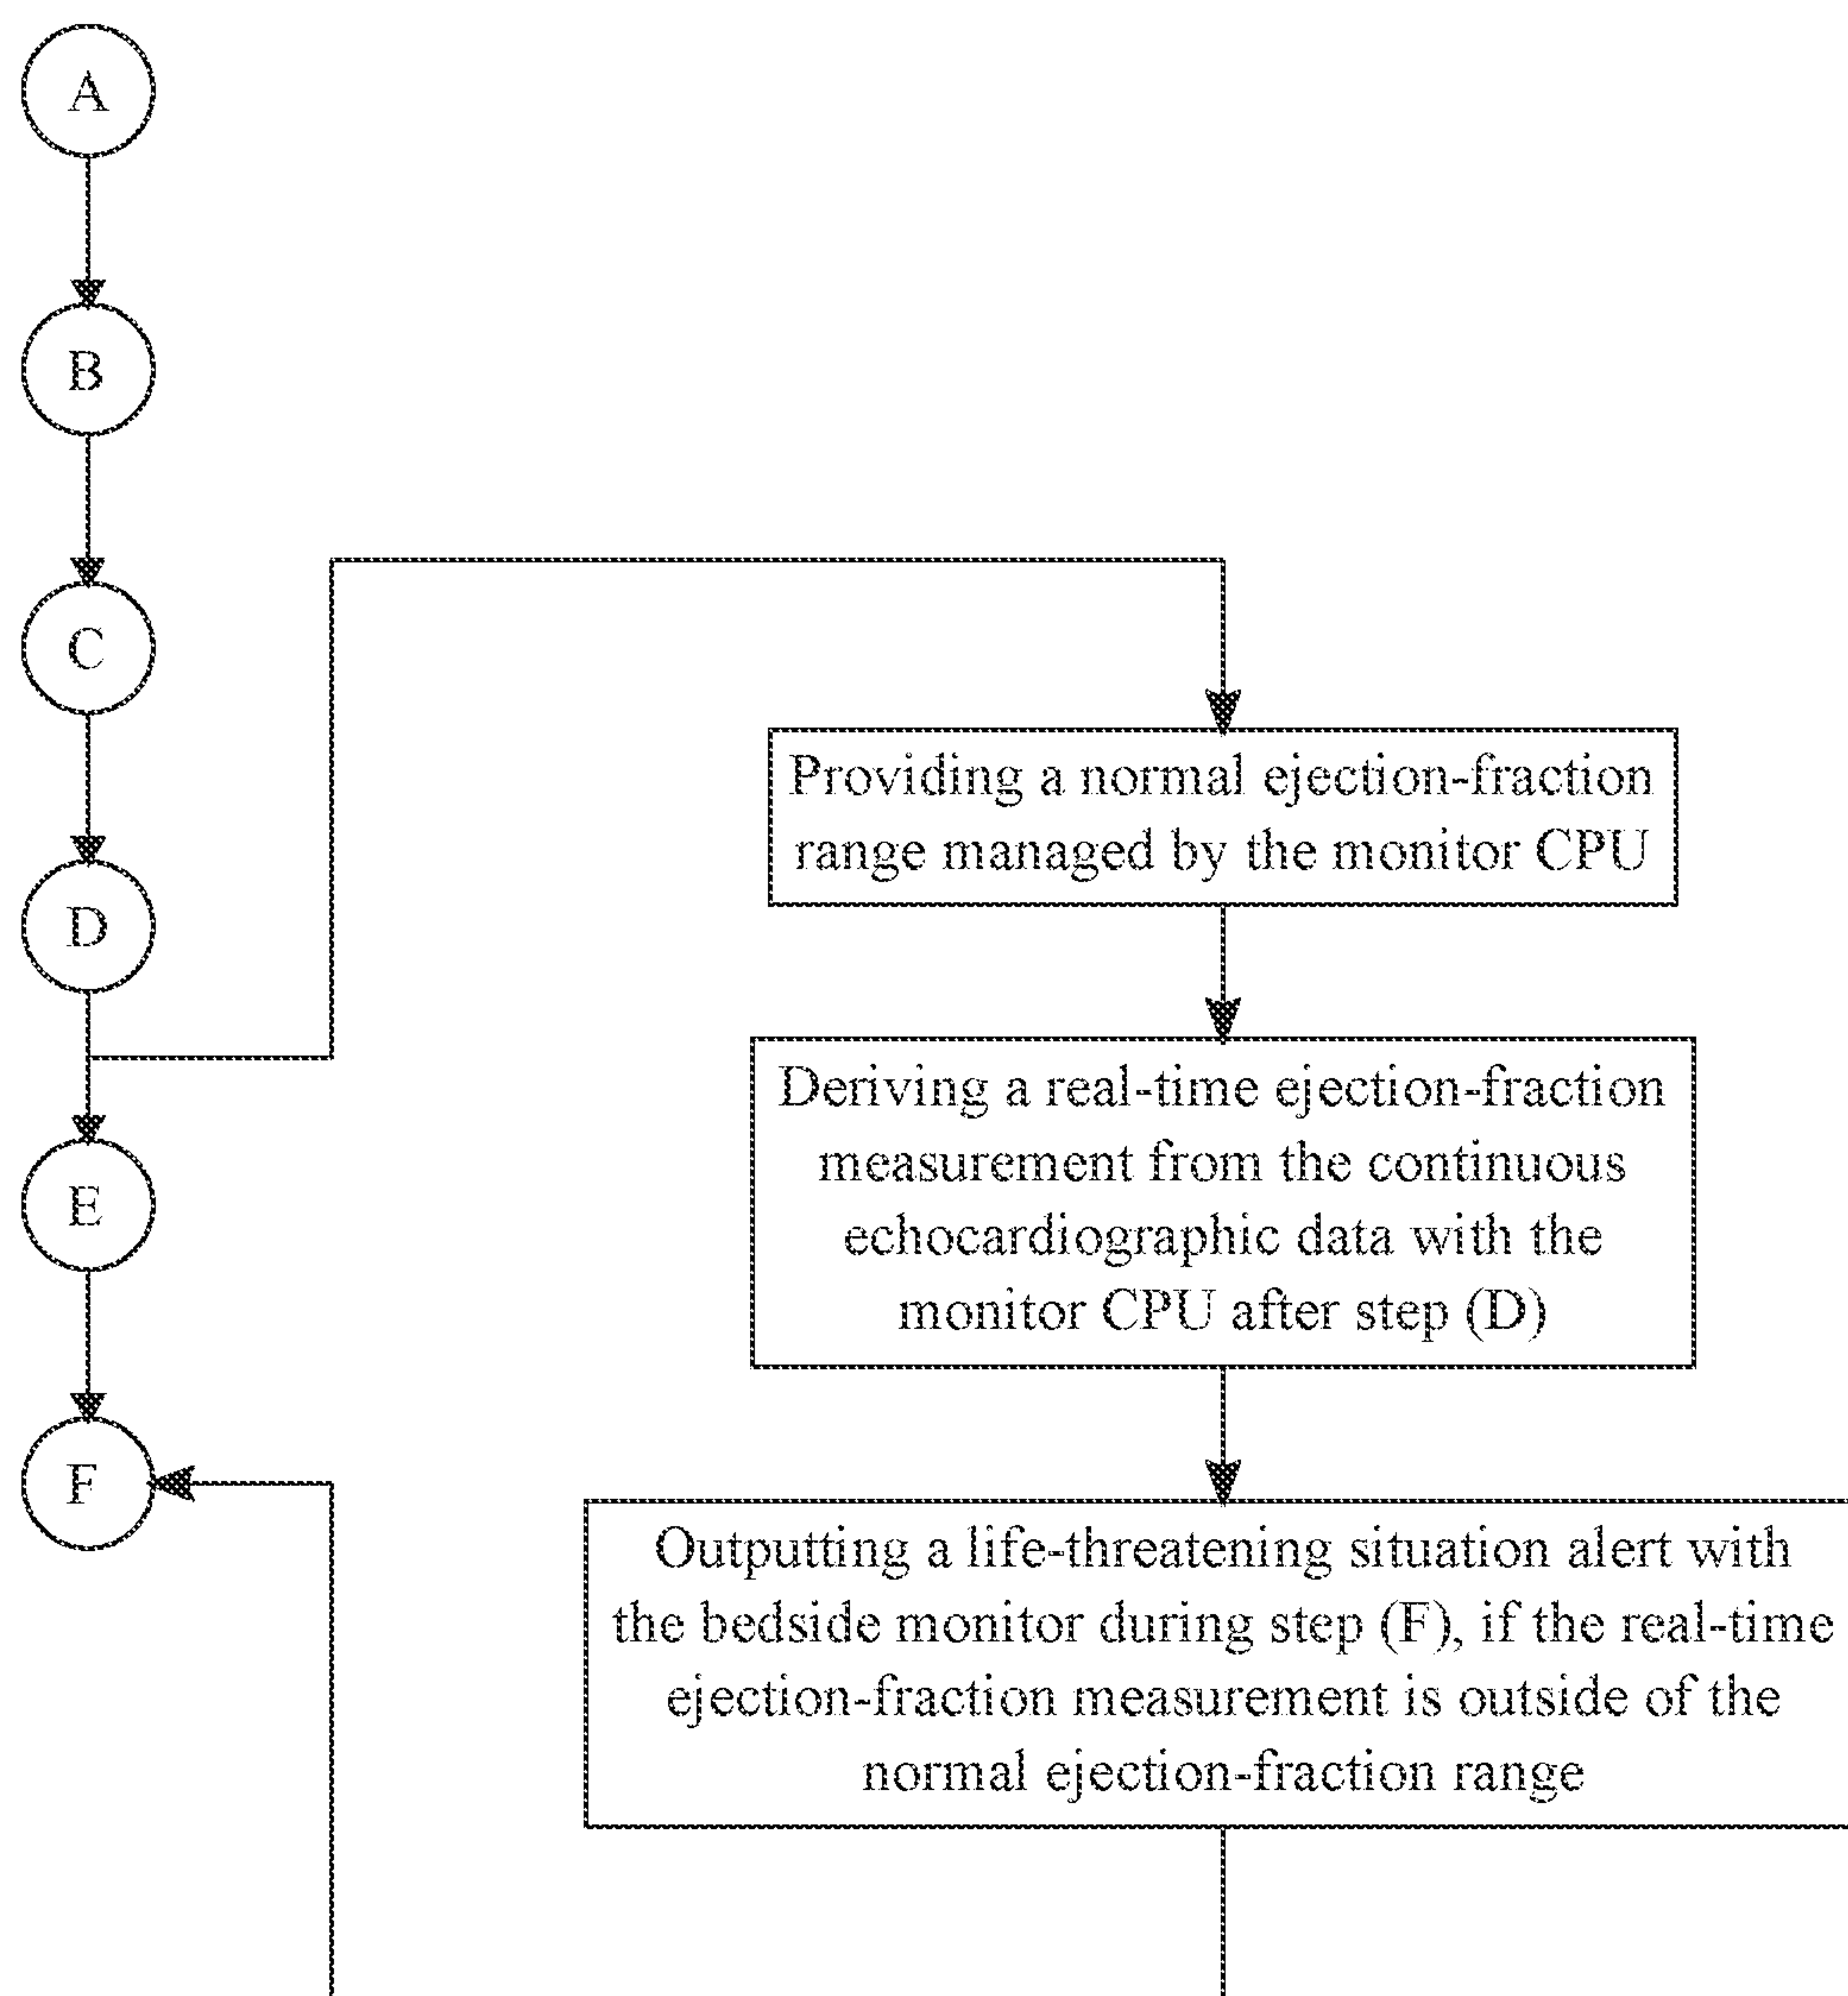 A
B
C
D
E
F
Providing a normal ejection-fraction
range managed by the monitor CPU
Deriving a real-time ejection-fraction
measurement from the continuous
echocardiographic data with the
monitor CPU after step (D)
Outputting a life-threatening situation alert with
the bedside monitor during step (F), if the real-time
ejection-fraction measurement is outside of the
normal ejection-fraction range